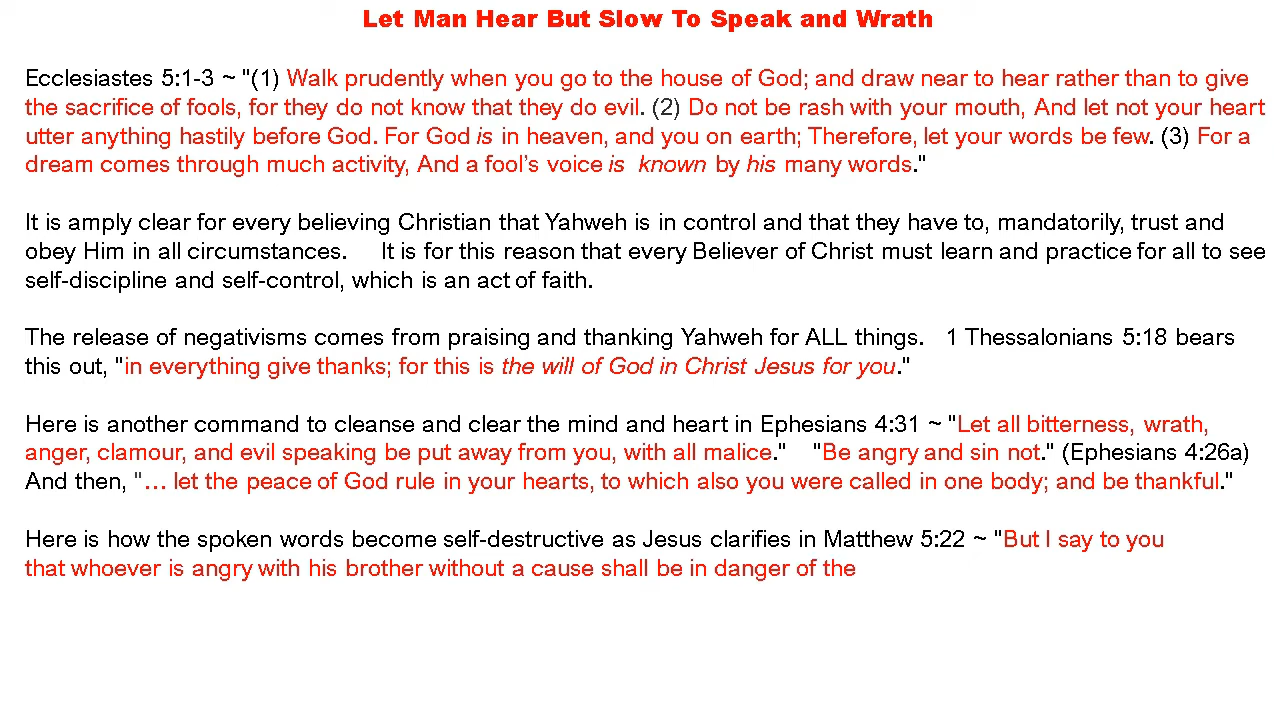 Let Man Hear But Slow To Speak and Wrath
Ecclesiastes 5:1-3 ~ "(1) Walk prudently when you go to the house of God; and draw near to hear rather than to give
the sacrifice of fools, for they do not know that they do evil. (2) Do not be rash with your mouth, And let not your heart
utter anything hastily before God. For God is in heaven, and you on earth; Therefore, let your words be few. (3) For a
dream comes through much activity, And a fool's voice is known by his many words."
It is amply clear for every believing Christian that Yahweh is in control and that they have to, mandatorily, trust and
obey Him in all circumstances. It is for this reason that every Believer of Christ must learn and practice for all to see
self-discipline and self-control, which is an act of faith.
The release of negativisms comes from praising and thanking Yahweh for ALL things. 1 Thessalonians 5:18 bears
this out, "in everything give thanks; for this is the will of God in Christ Jesus for you."
Here is another command to cleanse and clear the mind and heart in Ephesians 4:31 ~ "Let all bitterness, wrath,
anger, clamour, and evil speaking be put away from you, with all malice." "Be angry and sin not." (Ephesians 4:26a)
And then, "… let the peace of God rule in your hearts, to which also you were called in one body; and be thankful."
Here is how the spoken words become self-destructive as Jesus clarifies in Matthew 5:22 ~ "But I say to you
that whoever is angry with his brother without a cause shall be in danger of the